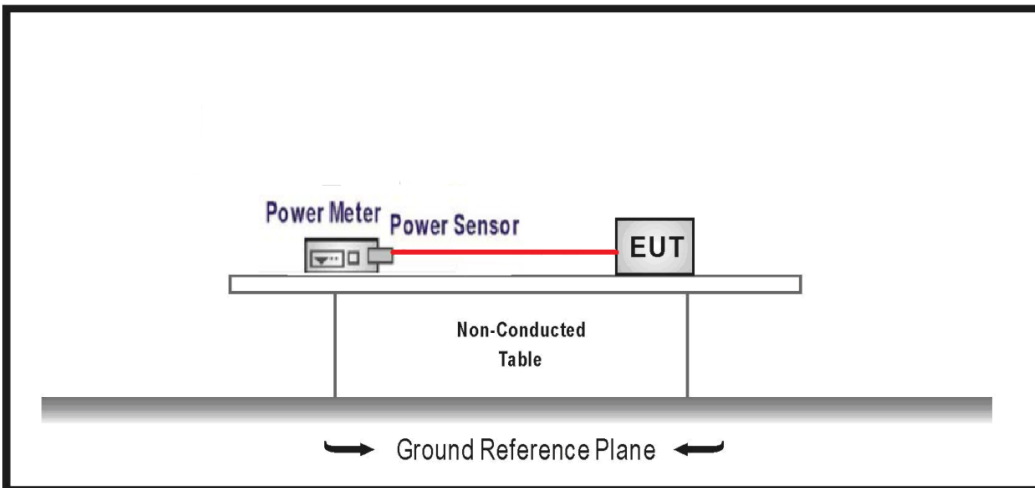 Power Meter
Power Sensor
EUT
Non-Conducted
Table
Ground Reference Plane